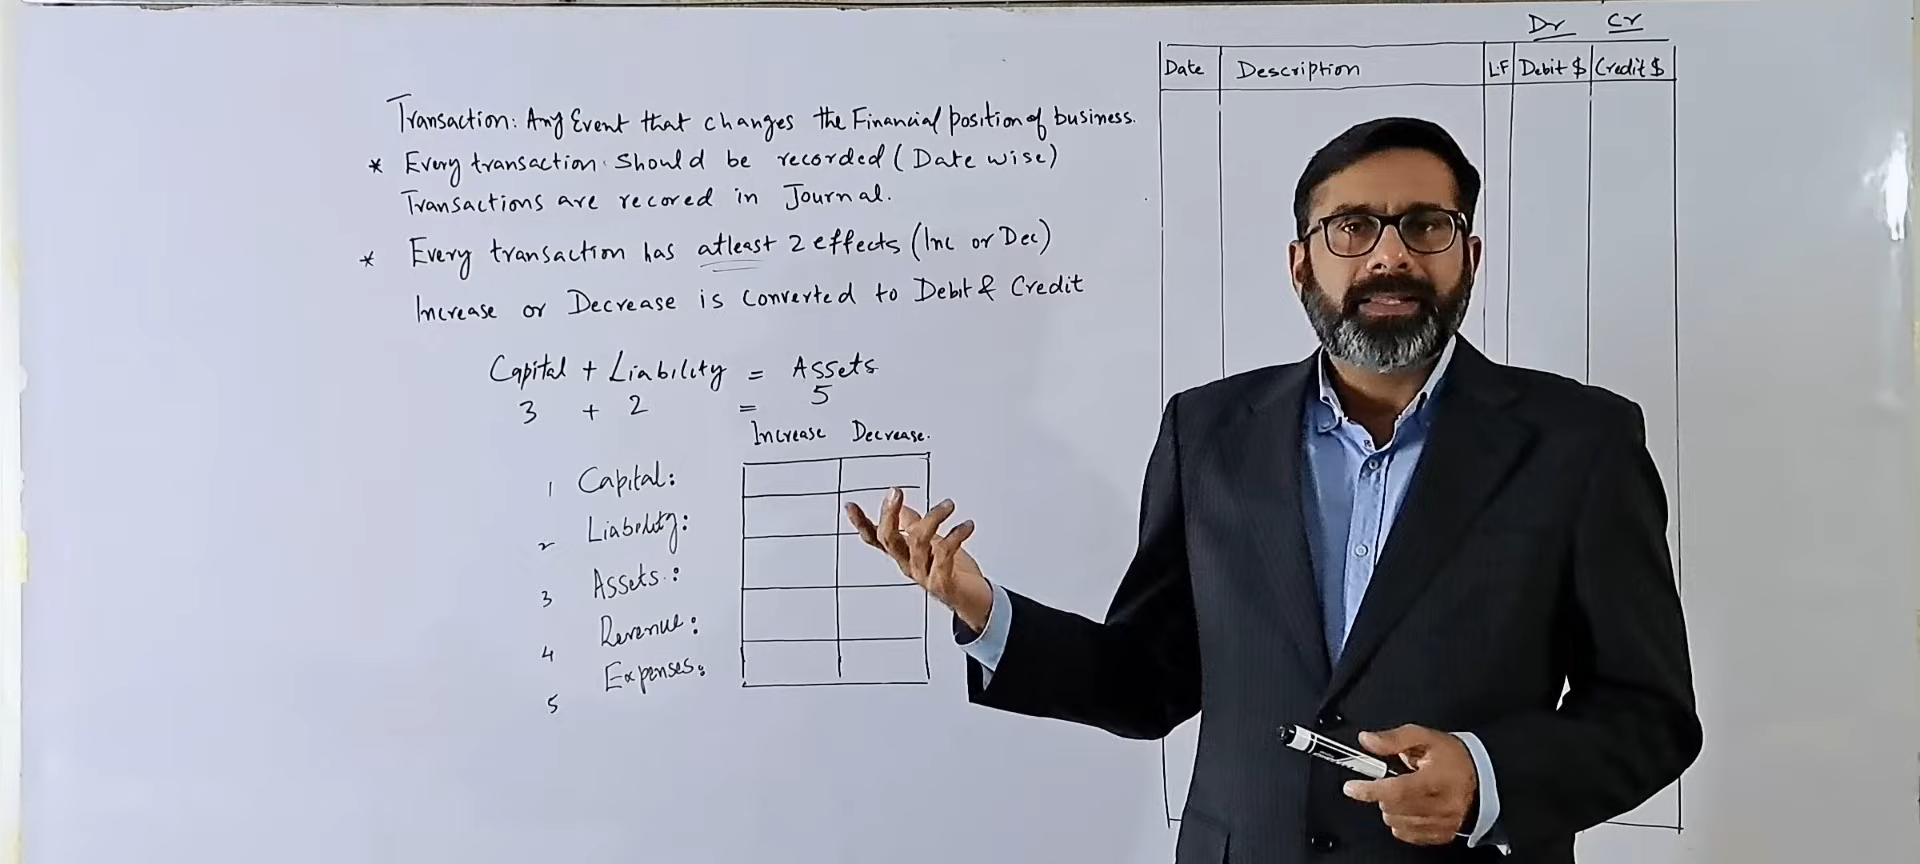 Transaction: Any Event that changes the Financial position of business.
* Every transaction should be recorded (Date wise)
Transactions are recored in Journal.
* Every transaction has atleast 2 effects (Inc or Dec)
Increase or Decrease is converted to Debit & Credit
Capital + Liability = Assets
3 + 2 = 5
Increase Decrease.
1 Capital:
2 Liability:
3 Assets:
4 Revenue:
5 Expenses:
Dr Cr
Date Description L.F Debit $ Credit $